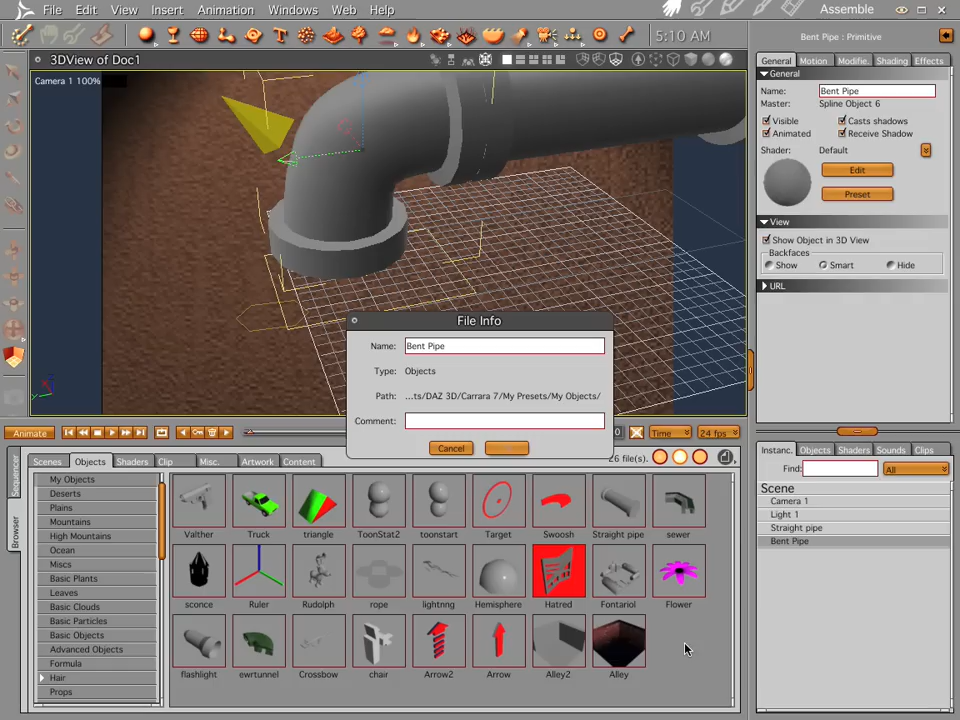 File Edit View Insert Animation Windows Web Help
Assemble
5:10 AM
Bent Pipe : Primitive
3DView of Doc1
Camera 1 100%
General Motion Modifie. Shading Effects
General
Name: Bent Pipe
Master: Spline Object 6
Visible Casts shadows
Animated Receive Shadow
Shader: Default
Edit
Preset
View
Show Object in 3D View
Backfaces
Show Smart Hide
URL
File Info
Name: Bent Pipe
Type: Objects
Path: ...ts/DAZ 3D/Carrara 7/My Presets/My Objects/
Comment:
Cancel
Animate
0 Time 24 fps
Sequencer
Browser
Scenes Objects Shaders Clip Misc. Artwork Content
26 file(s).
My Objects
Deserts
Plains
Mountains
High Mountains
Ocean
Miscs
Basic Plants
Leaves
Basic Clouds
Basic Particles
Basic Objects
Advanced Objects
Formula
Hair
Props
Valther Truck triangle ToonStat2 toonstart Target Swoosh Straight pipe sewer
sconce Ruler Rudolph rope lightnng Hemisphere Hatred Fontariol Flower
flashlight ewrtunnel Crossbow chair Arrow2 Arrow Alley2 Alley
Instanc. Objects Shaders Sounds Clips
Find: All
Scene
Camera 1
Light 1
Straight pipe
Bent Pipe